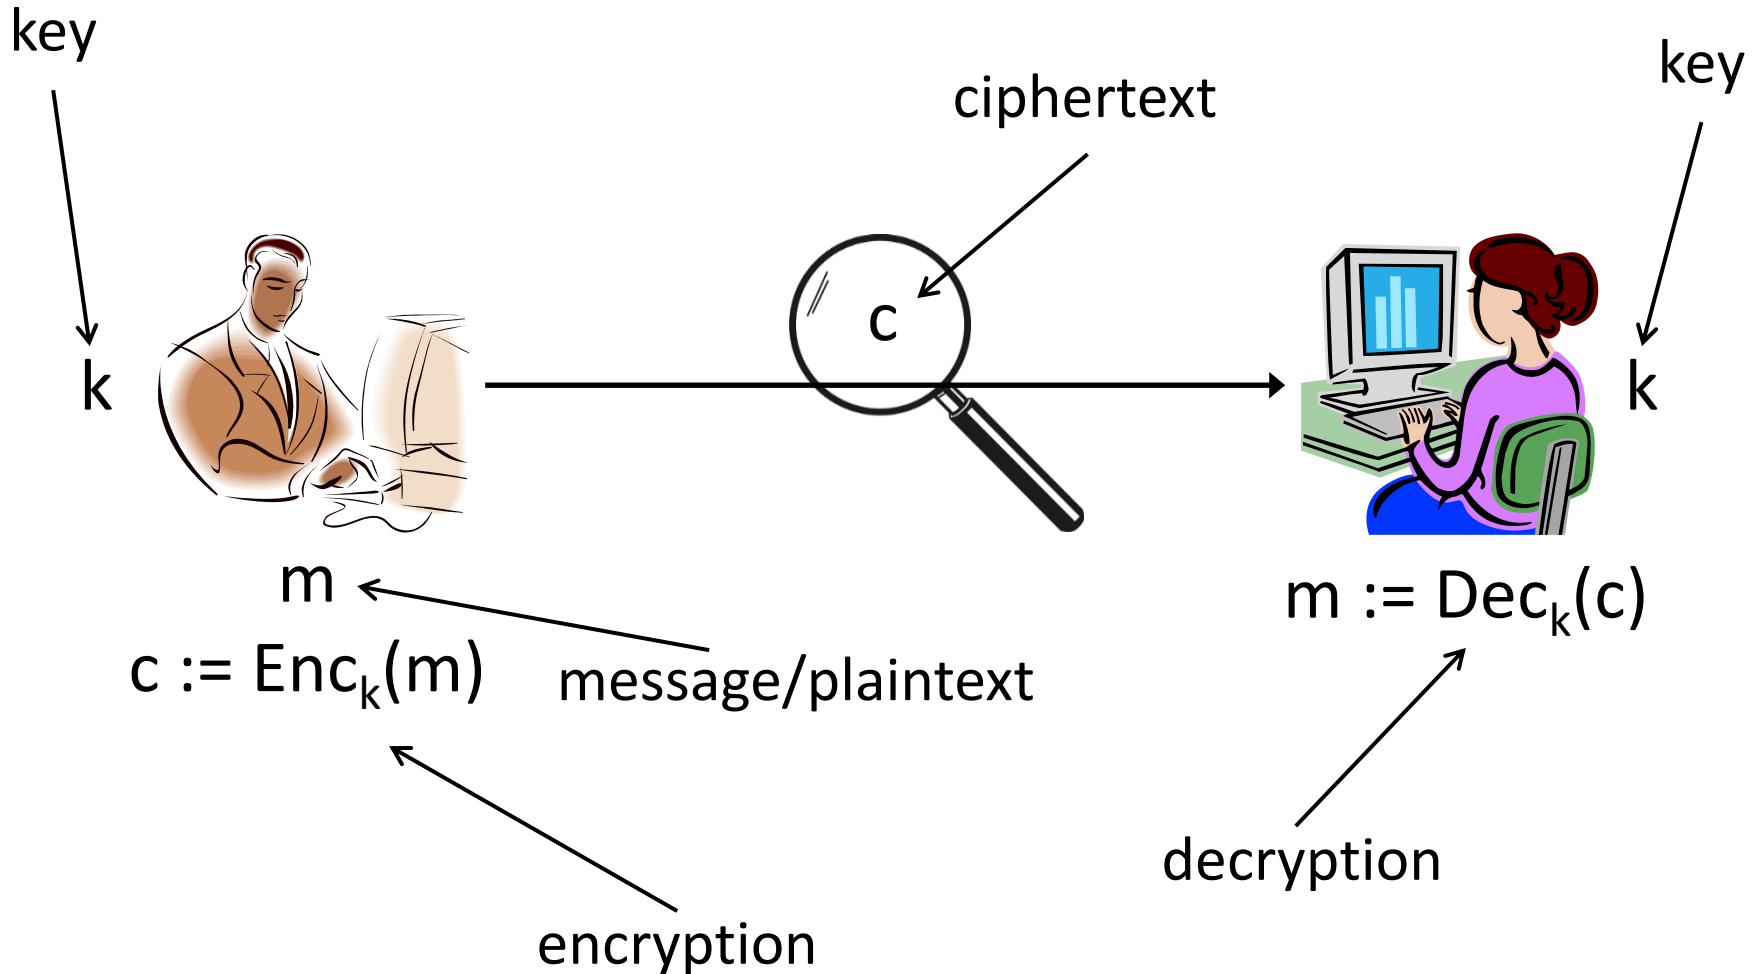 key
key
ciphertext
c
k
k
m
m := Decₖ(c)
c := Encₖ(m)
message/plaintext
decryption
encryption